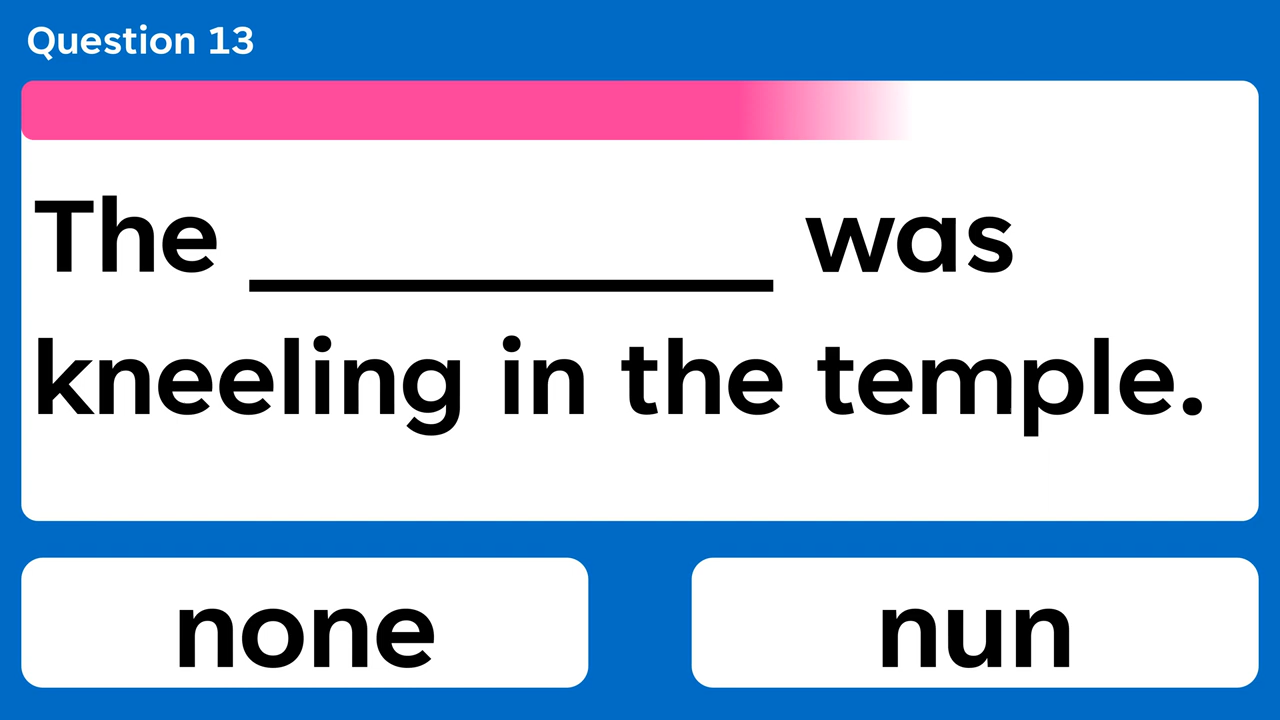 Question 13
The __________ was
kneeling in the temple.
none
nun